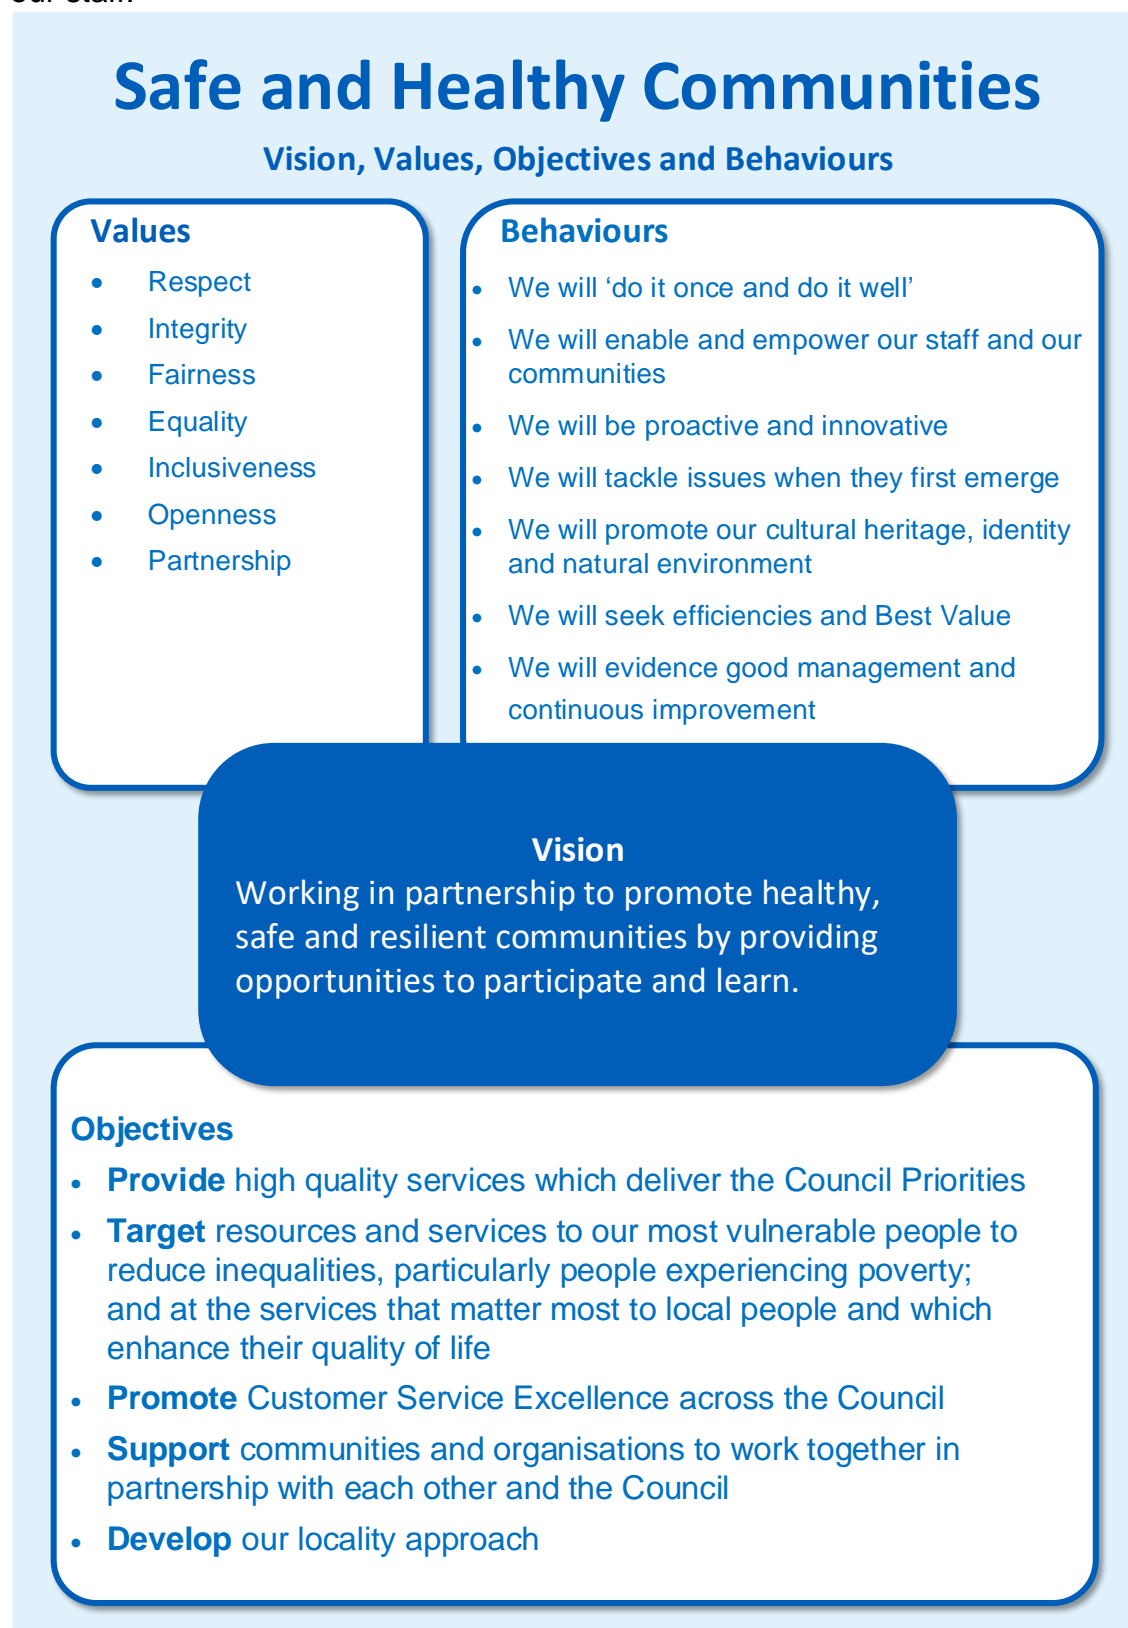 Safe and Healthy Communities
Vision, Values, Objectives and Behaviours
Values
• Respect
• Integrity
• Fairness
• Equality
• Inclusiveness
• Openness
• Partnership
Behaviours
• We will ‘do it once and do it well’
• We will enable and empower our staff and our
communities
• We will be proactive and innovative
• We will tackle issues when they first emerge
• We will promote our cultural heritage, identity
and natural environment
• We will seek efficiencies and Best Value
• We will evidence good management and
continuous improvement
Vision
Working in partnership to promote healthy,
safe and resilient communities by providing
opportunities to participate and learn.
Objectives
• Provide high quality services which deliver the Council Priorities
• Target resources and services to our most vulnerable people to
reduce inequalities, particularly people experiencing poverty;
and at the services that matter most to local people and which
enhance their quality of life
• Promote Customer Service Excellence across the Council
• Support communities and organisations to work together in
partnership with each other and the Council
• Develop our locality approach